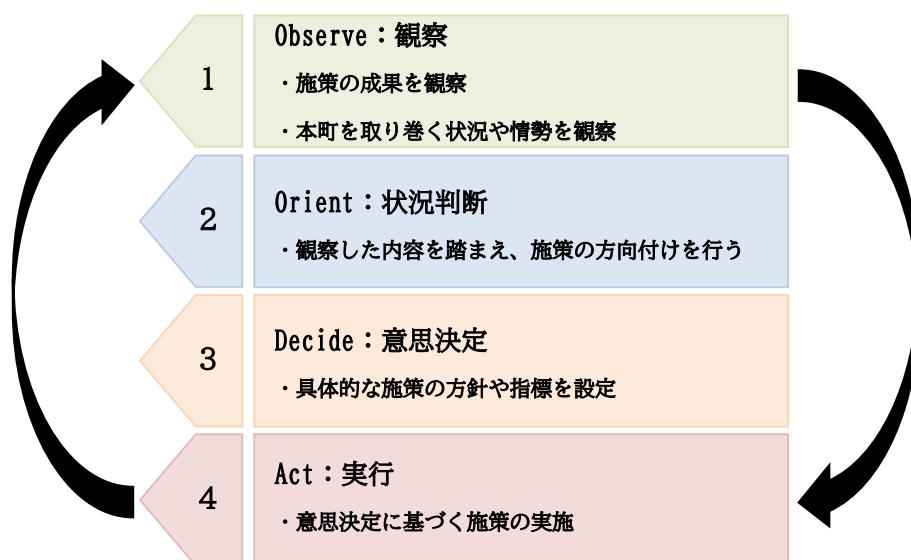 1
Observe：観察
・施策の成果を観察
・本町を取り巻く状況や情勢を観察
2
Orient：状況判断
・観察した内容を踏まえ、施策の方向付けを行う
3
Decide：意思決定
・具体的な施策の方針や指標を設定
4
Act：実行
・意思決定に基づく施策の実施